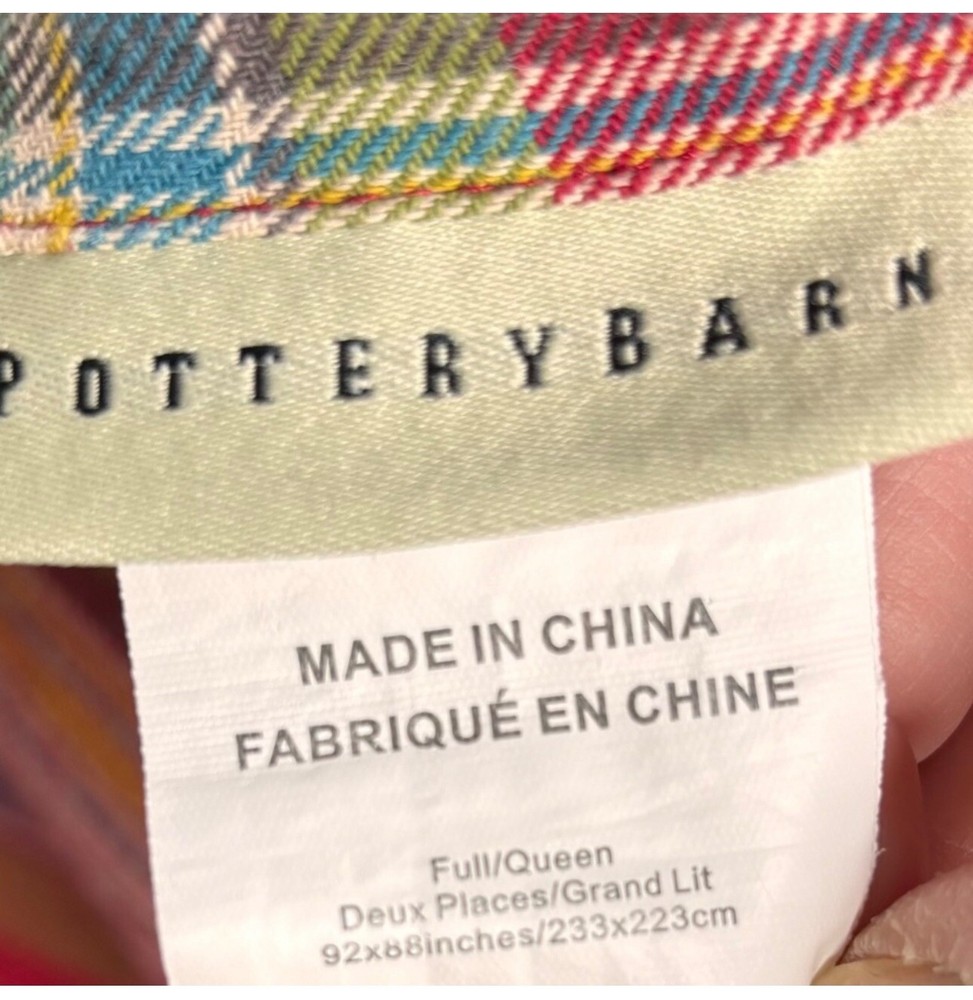 POTTERYBARN
MADE IN CHINA
FABRIQUÉ EN CHINE
Full/Queen
Deux Places/Grand Lit
92x88inches/233x223cm